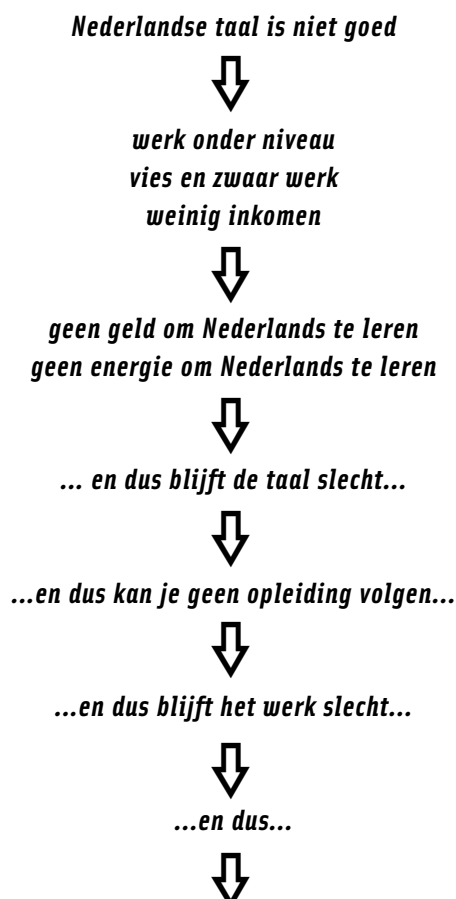 Nederlandse taal is niet goed
werk onder niveau
vies en zwaar werk
weinig inkomen
geen geld om Nederlands te leren
geen energie om Nederlands te leren
... en dus blijft de taal slecht...
...en dus kan je geen opleiding volgen...
...en dus blijft het werk slecht...
...en dus...